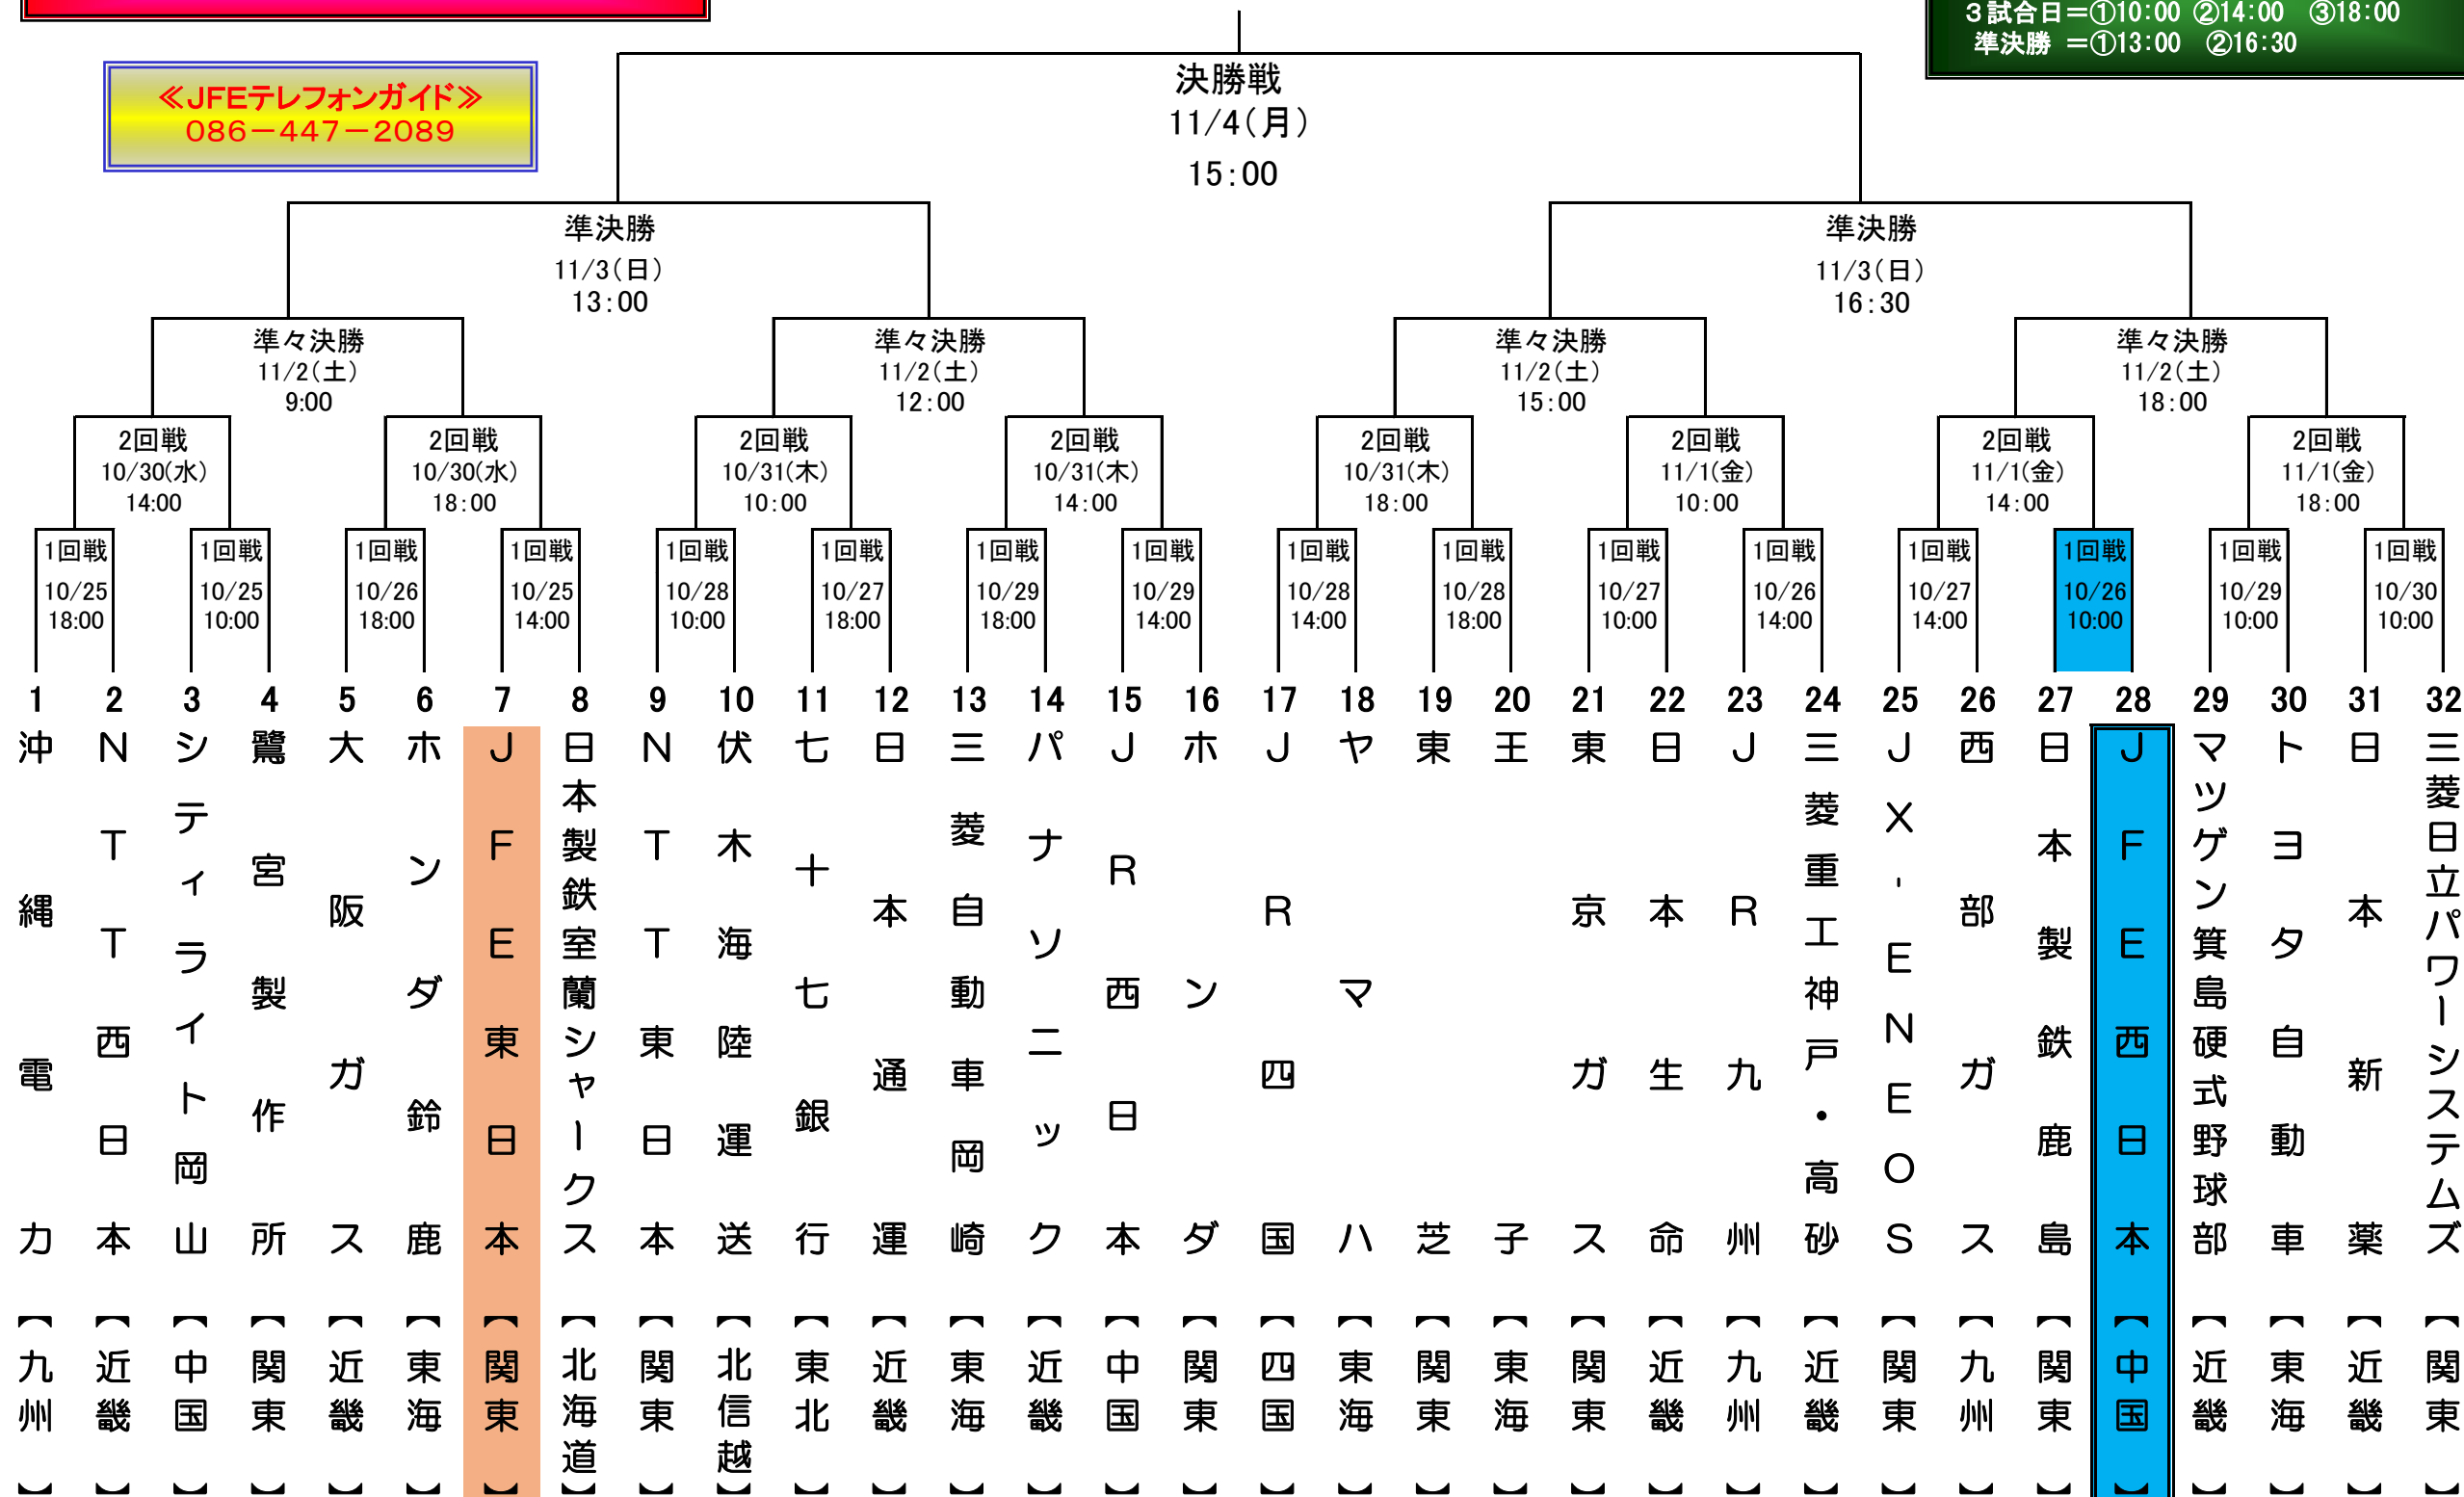 3試合日＝①10：00 ②14：00 ③18：00
準決勝 ＝①13：00 ②16：30
≪JFEテレフォンガイド≫
086－447－2089
決勝戦
11/4(月)
15：00
準決勝
11/3(日)
13：00
準決勝
11/3(日)
16：30
準々決勝
11/2(土)
9:00
準々決勝
11/2(土)
12：00
準々決勝
11/2(土)
15：00
準々決勝
11/2(土)
18：00
2回戦
10/30(水)
14:00
2回戦
10/30(水)
18：00
2回戦
10/31(木)
10：00
2回戦
10/31(木)
14：00
2回戦
10/31(木)
18：00
2回戦
11/1(金)
10：00
2回戦
11/1(金)
14：00
2回戦
11/1(金)
18：00
1回戦
10/25
18:00
1回戦
10/25
10:00
1回戦
10/26
18:00
1回戦
10/25
14:00
1回戦
10/28
10:00
1回戦
10/27
18:00
1回戦
10/29
18:00
1回戦
10/29
14:00
1回戦
10/28
14:00
1回戦
10/28
18:00
1回戦
10/27
10:00
1回戦
10/26
14:00
1回戦
10/27
14:00
1回戦
10/26
10:00
1回戦
10/29
10:00
1回戦
10/30
10:00
1 沖縄電力【九州】
2 NTT西日本【近畿】
3 シティライト岡山【中国】
4 鷺宮製作所【関東】
5 大阪ガス【近畿】
6 ホンダ鈴鹿【東海】
7 JFE東日本【関東】
8 日本製鉄室蘭シャークス【北海道】
9 NTT東日本【関東】
10 伏木海陸運送【北信越】
11 七十七銀行【東北】
12 日本通運【近畿】
13 三菱自動車岡崎【東海】
14 パナソニック【近畿】
15 JR西日本【中国】
16 ホンダ【関東】
17 JR四国【四国】
18 ヤマハ【東海】
19 東芝【関東】
20 王子【東海】
21 東京ガス【関東】
22 日本生命【近畿】
23 JR九州【九州】
24 三菱重工神戸・高砂【近畿】
25 JX-ENEOS【関東】
26 西部ガス【九州】
27 日本製鉄鹿島【関東】
28 JFE西日本【中国】
29 マツゲン箕島硬式野球部【近畿】
30 トヨタ自動車【東海】
31 日本新薬【近畿】
32 三菱日立パワーシステムズ【関東】